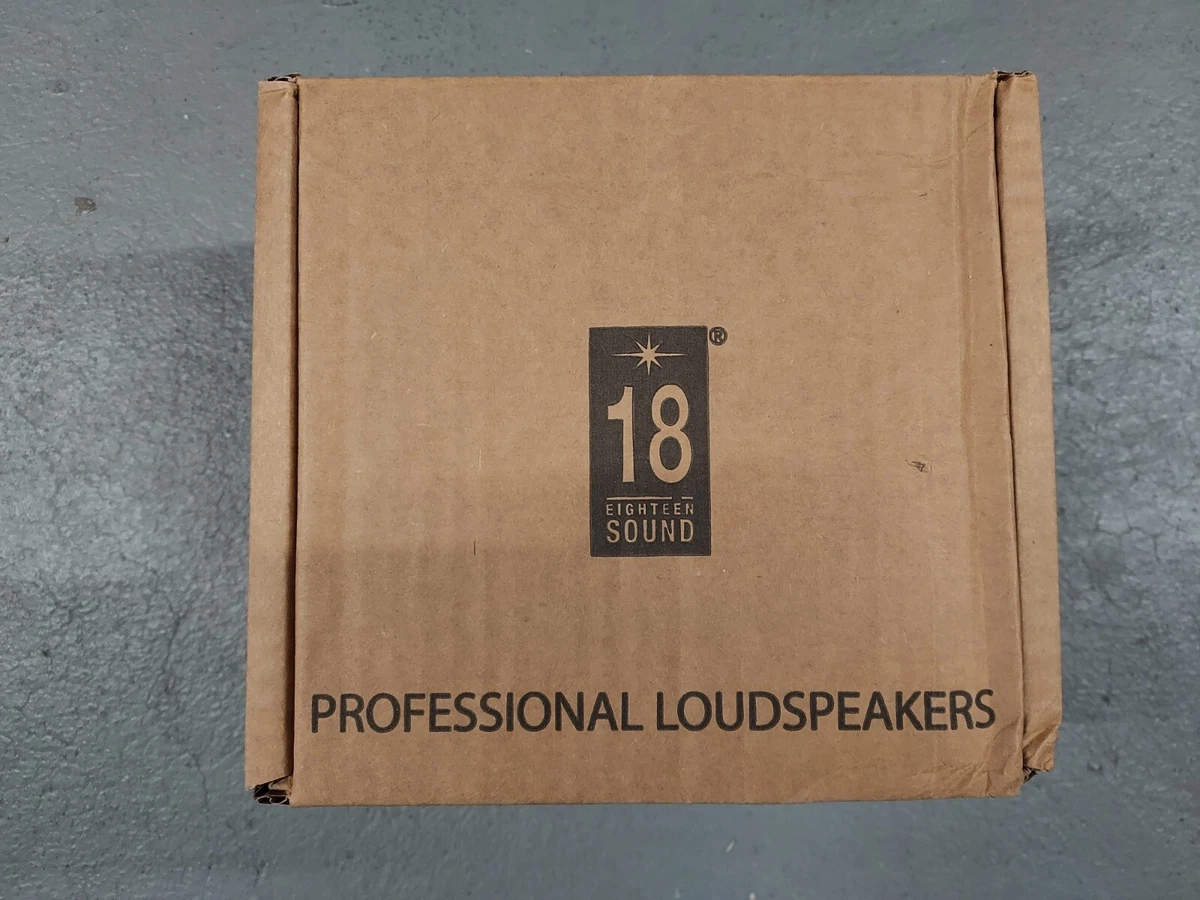 ®
18
EIGHTEEN
SOUND
PROFESSIONAL LOUDSPEAKERS